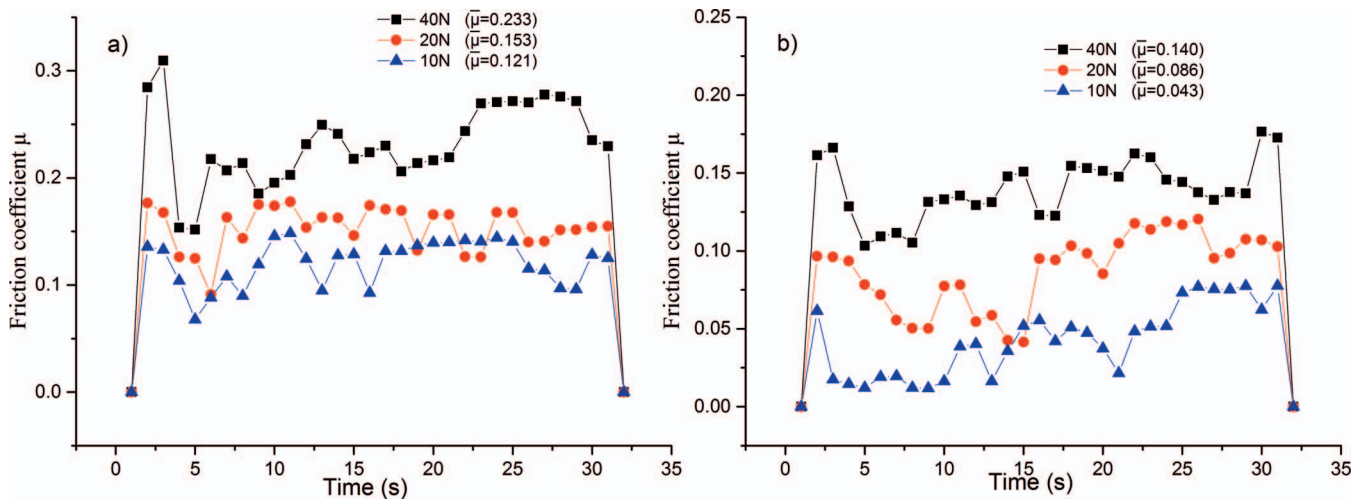 a)
40N (μ̅=0.233)
20N (μ̅=0.153)
10N (μ̅=0.121)
Friction coefficient μ
0.3
0.2
0.1
0.0
0 5 10 15 20 25 30 35
Time (s)
b)
40N (μ̅=0.140)
20N (μ̅=0.086)
10N (μ̅=0.043)
Friction coefficient μ
0.25
0.20
0.15
0.10
0.05
0.00
0 5 10 15 20 25 30 35
Time (s)